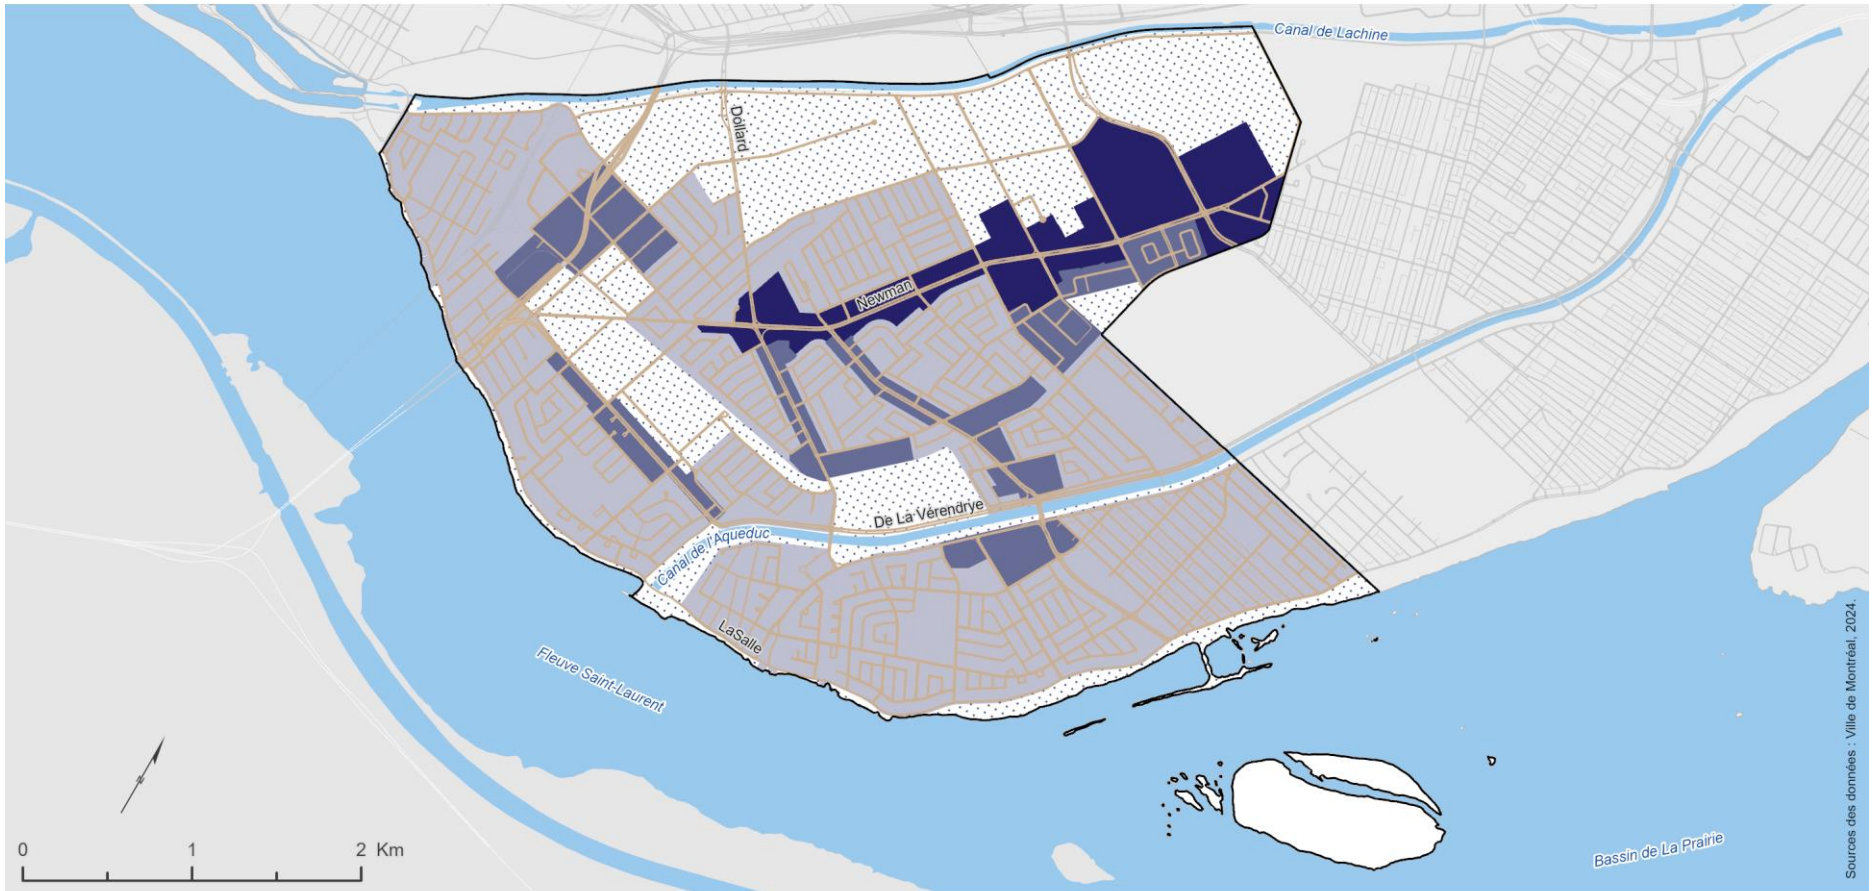 Canal de Lachine
Dollard
Newman
De La Vérendrye
Canal de l'Aqueduc
LaSalle
Fleuve Saint-Laurent
N
0 1 2 Km
Bassin de La Prairie
Sources des données : Ville de Montréal, 2024.